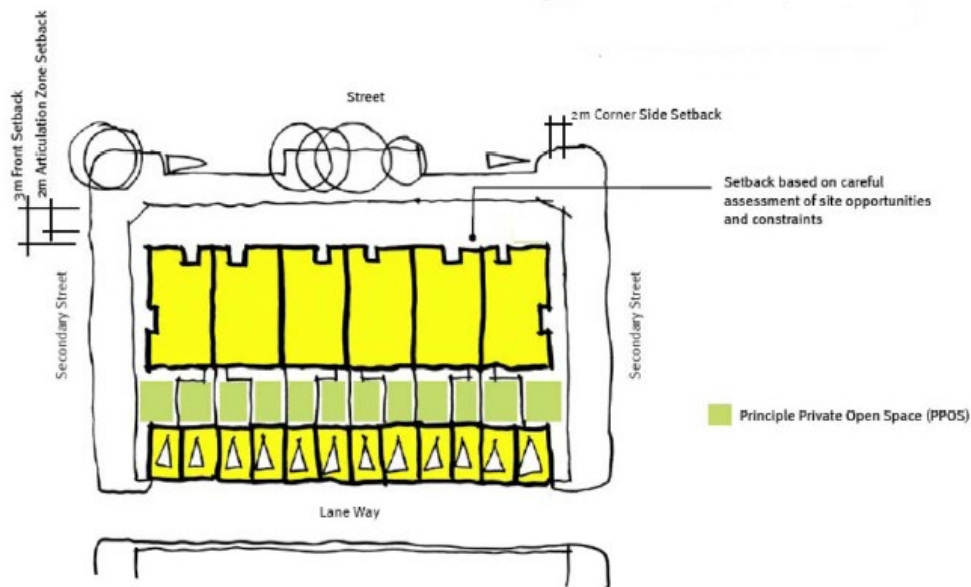 3m Front Setback
2m Articulation Zone Setback
Street
2m Corner Side Setback
Setback based on careful
assessment of site opportunities
and constraints
Secondary Street
Secondary Street
Principle Private Open Space (PPOS)
Lane Way